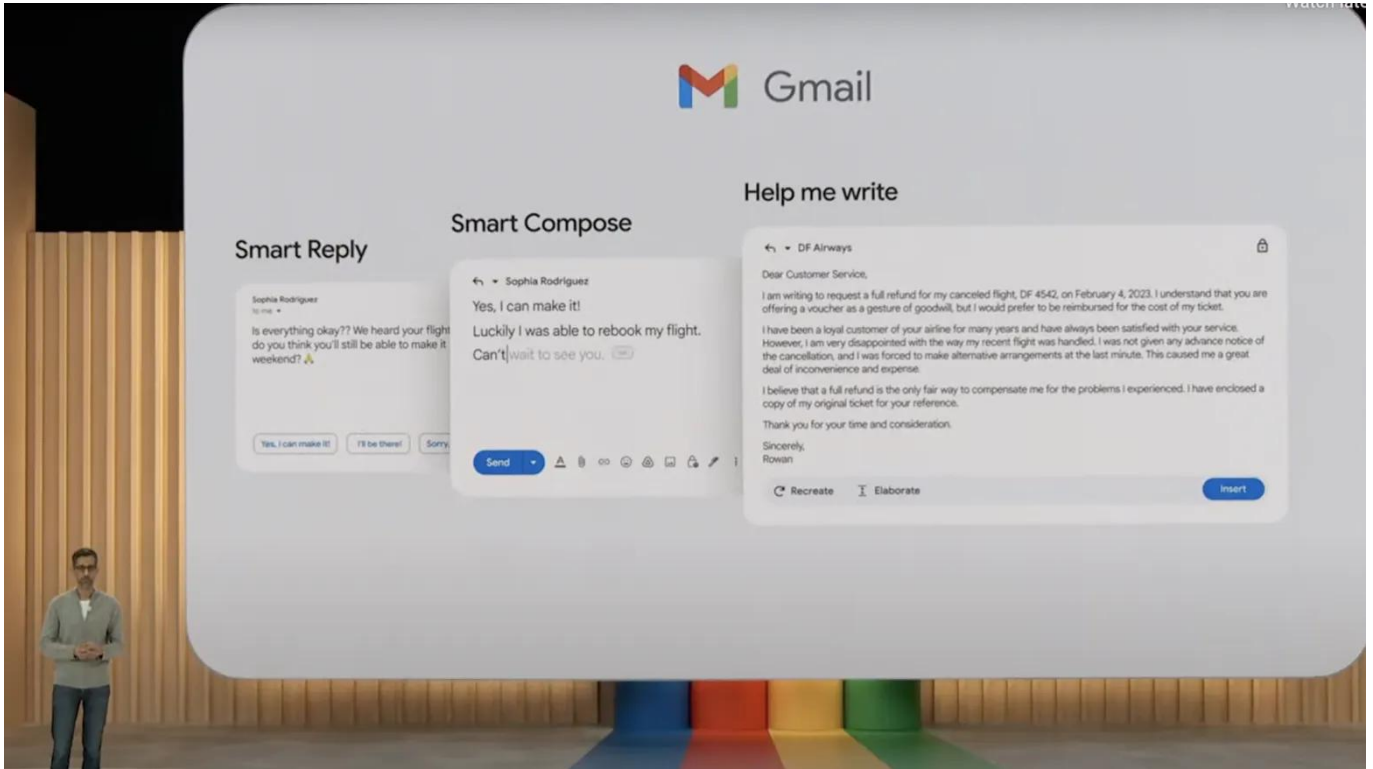 Watch late
Gmail
Smart Reply
Sophia Rodriguez
to me
Is everything okay?? We heard your flight
do you think you'll still be able to make it
weekend? 🙏
Yes, I can make it!
I'll be there!
Sorry,
Smart Compose
Sophia Rodriguez
Yes, I can make it!
Luckily I was able to rebook my flight.
Can't wait to see you.
Send
Help me write
DF Airways
Dear Customer Service,
I am writing to request a full refund for my canceled flight, DF 4542, on February 4, 2023. I understand that you are
offering a voucher as a gesture of goodwill, but I would prefer to be reimbursed for the cost of my ticket.
I have been a loyal customer of your airline for many years and have always been satisfied with your service.
However, I am very disappointed with the way my recent flight was handled. I was not given any advance notice of
the cancellation, and I was forced to make alternative arrangements at the last minute. This caused me a great
deal of inconvenience and expense.
I believe that a full refund is the only fair way to compensate me for the problems I experienced. I have enclosed a
copy of my original ticket for your reference.
Thank you for your time and consideration.
Sincerely,
Rowan
Recreate
Elaborate
Insert